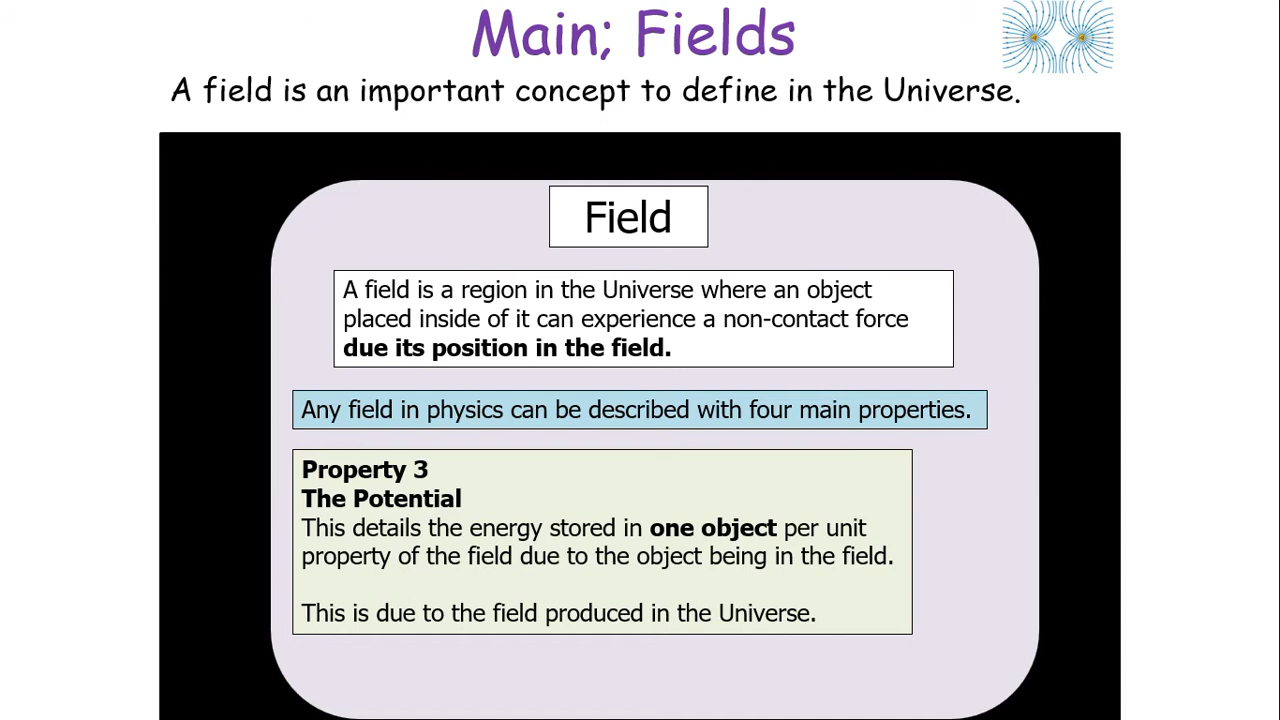 Main; Fields
A field is an important concept to define in the Universe.
Field
A field is a region in the Universe where an object
placed inside of it can experience a non-contact force
due its position in the field.
Any field in physics can be described with four main properties.
Property 3
The Potential
This details the energy stored in one object per unit
property of the field due to the object being in the field.
This is due to the field produced in the Universe.